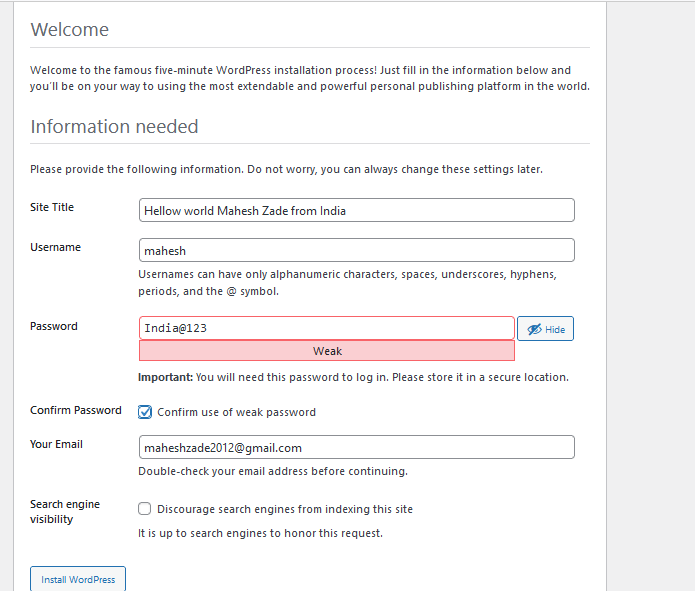 Welcome
Welcome to the famous five-minute WordPress installation process! Just fill in the information below and
you'll be on your way to using the most extendable and powerful personal publishing platform in the world.
Information needed
Please provide the following information. Do not worry, you can always change these settings later.
Site Title
Hellow world Mahesh Zade from India
Username
mahesh
Usernames can have only alphanumeric characters, spaces, underscores, hyphens,
periods, and the @ symbol.
Password
India@123
Hide
Weak
Important: You will need this password to log in. Please store it in a secure location.
Confirm Password
Confirm use of weak password
Your Email
maheshzade2012@gmail.com
Double-check your email address before continuing.
Search engine
visibility
Discourage search engines from indexing this site
It is up to search engines to honor this request.
Install WordPress